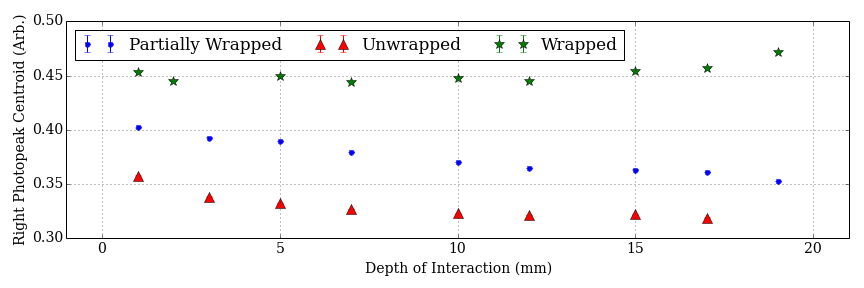 Right Photopeak Centroid (Arb.)
0.50
0.45
0.40
0.35
0.30
Partially Wrapped Unwrapped Wrapped
0 5 10 15 20
Depth of Interaction (mm)